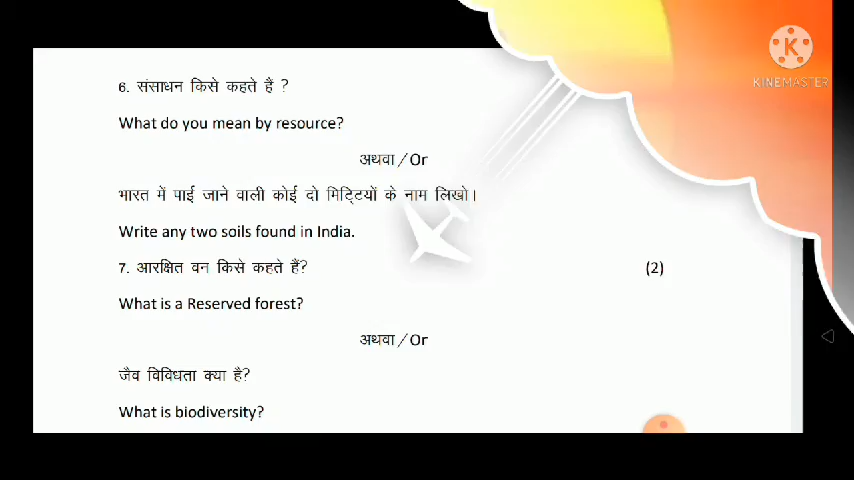 K
KINEMASTER
6. संसाधन किसे कहते हैं ?
What do you mean by resource?
अथवा/Or
भारत में पाई जाने वाली कोई दो मिट्टियों के नाम लिखो।
Write any two soils found in India.
7. आरक्षित वन किसे कहते हैं? (2)
What is a Reserved forest?
अथवा/Or
जैव विविधता क्या है?
What is biodiversity?